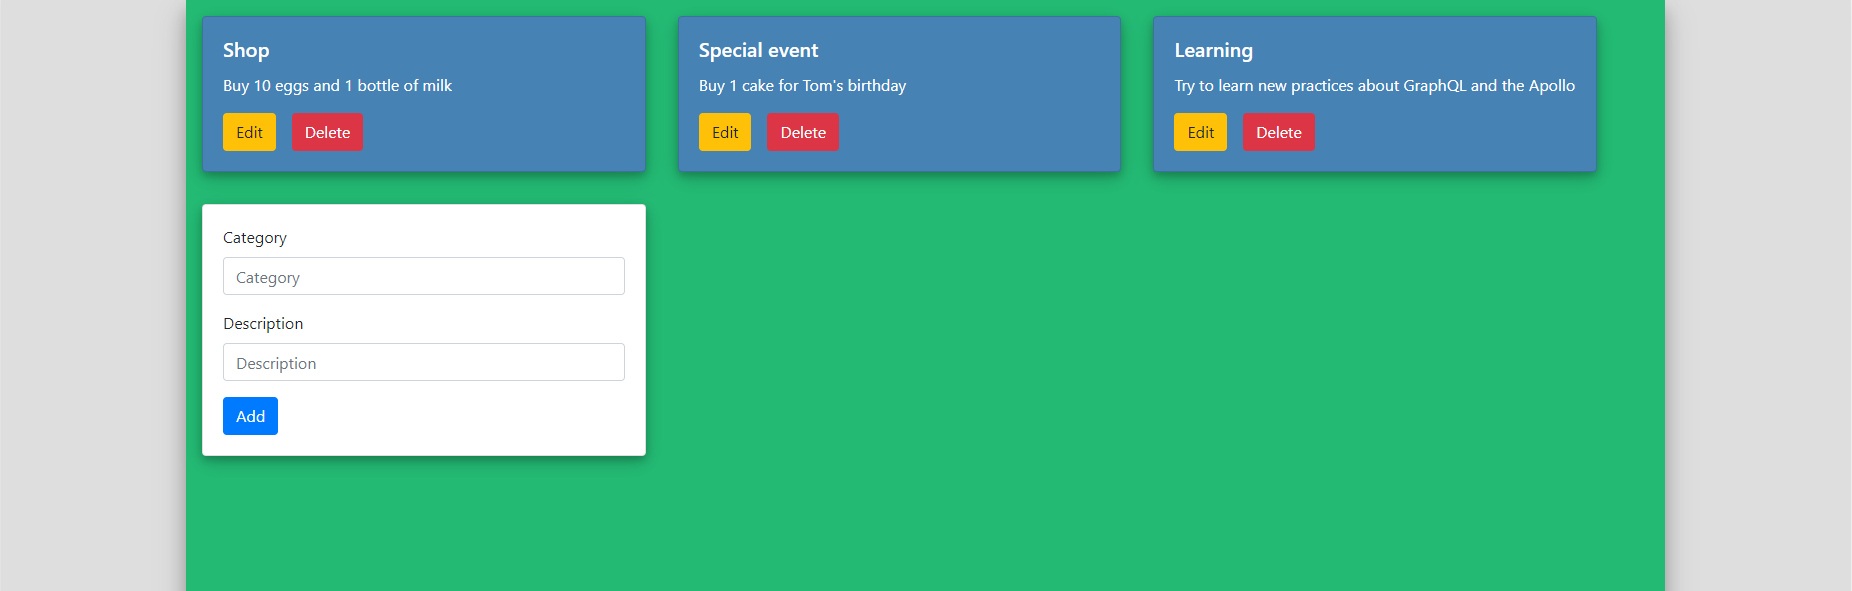 Shop
Buy 10 eggs and 1 bottle of milk
Edit Delete
Special event
Buy 1 cake for Tom's birthday
Edit Delete
Learning
Try to learn new practices about GraphQL and the Apollo
Edit Delete
Category
Category
Description
Description
Add